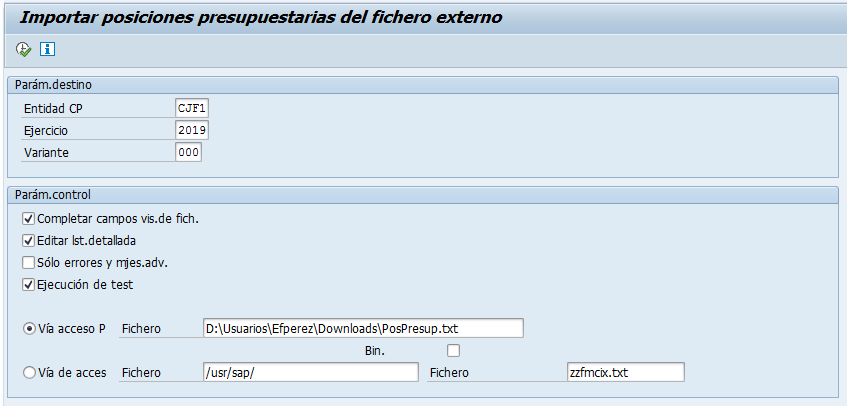 Importar posiciones presupuestarias del fichero externo
Parám.destino
Entidad CP CJF1
Ejercicio 2019
Variante 000
Parám.control
Completar campos vis.de fich.
Editar lst.detallada
Sólo errores y mjes.adv.
Ejecución de test
Vía acceso P Fichero D:\Usuarios\Efperez\Downloads\PosPresup.txt
Bin.
Vía de acces Fichero /usr/sap/ Fichero zzfmcix.txt